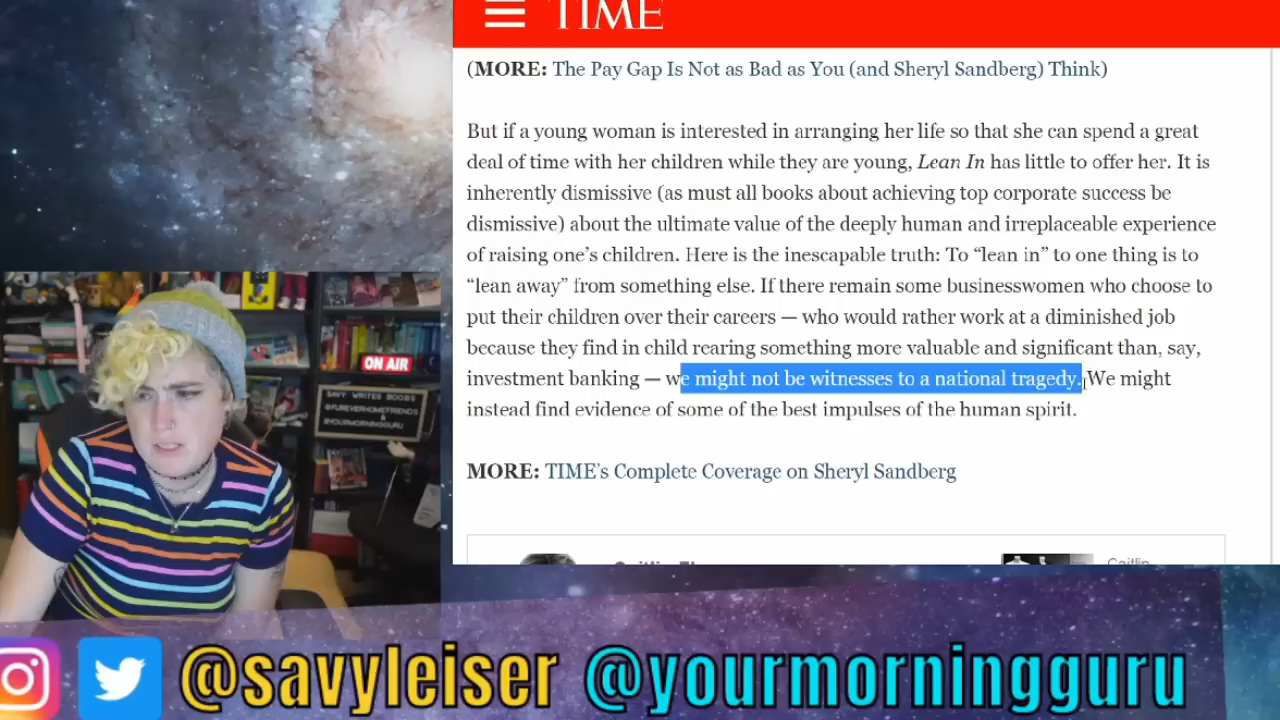 TIME
(MORE: The Pay Gap Is Not as Bad as You (and Sheryl Sandberg) Think)
But if a young woman is interested in arranging her life so that she can spend a great
deal of time with her children while they are young, Lean In has little to offer her. It is
inherently dismissive (as must all books about achieving top corporate success be
dismissive) about the ultimate value of the deeply human and irreplaceable experience
of raising one's children. Here is the inescapable truth: To “lean in” to one thing is to
“lean away” from something else. If there remain some businesswomen who choose to
put their children over their careers — who would rather work at a diminished job
because they find in child rearing something more valuable and significant than, say,
investment banking — we might not be witnesses to a national tragedy. We might
instead find evidence of some of the best impulses of the human spirit.
MORE: TIME's Complete Coverage on Sheryl Sandberg
Caitlin
ON AIR
SAVY WRITES BOOKS
@FUREVERHOMEFRIENDS
&
@YOURMORNINGGURU
@savyleiser @yourmorningguru